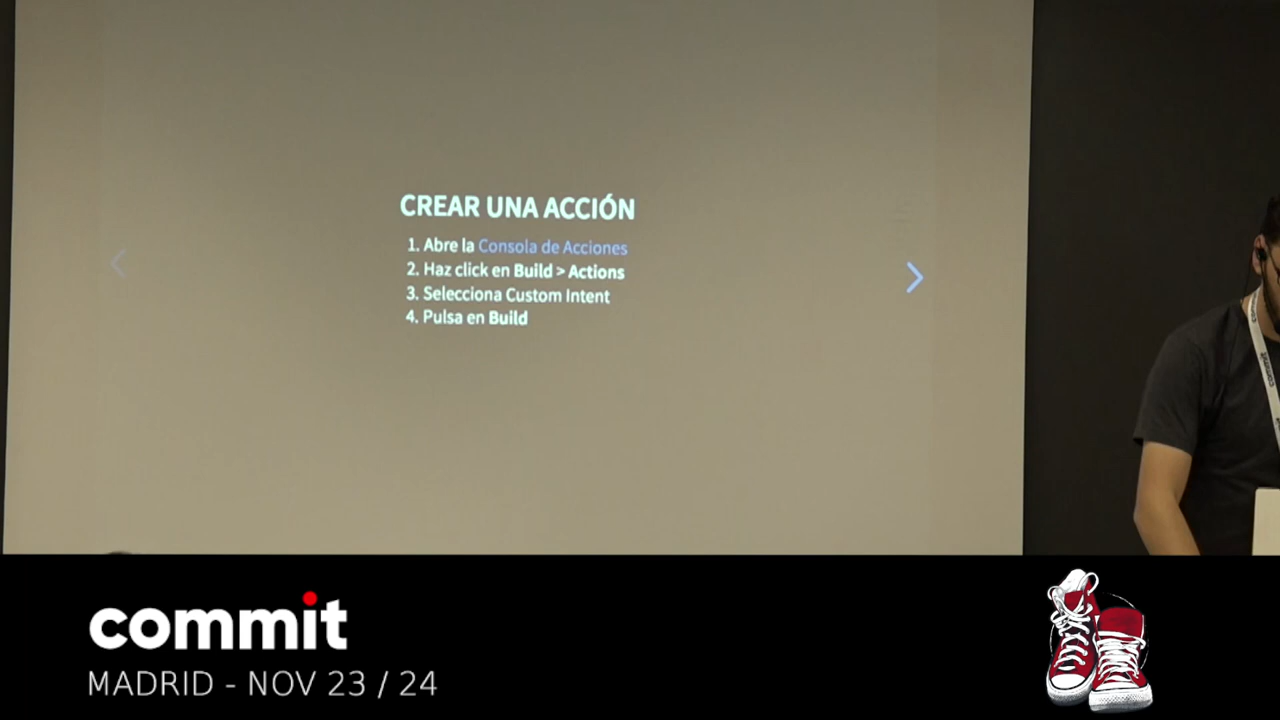 CREAR UNA ACCIÓN
1. Abre la Consola de Acciones
2. Haz click en Build > Actions
3. Selecciona Custom Intent
4. Pulsa en Build
commit
MADRID - NOV 23 / 24